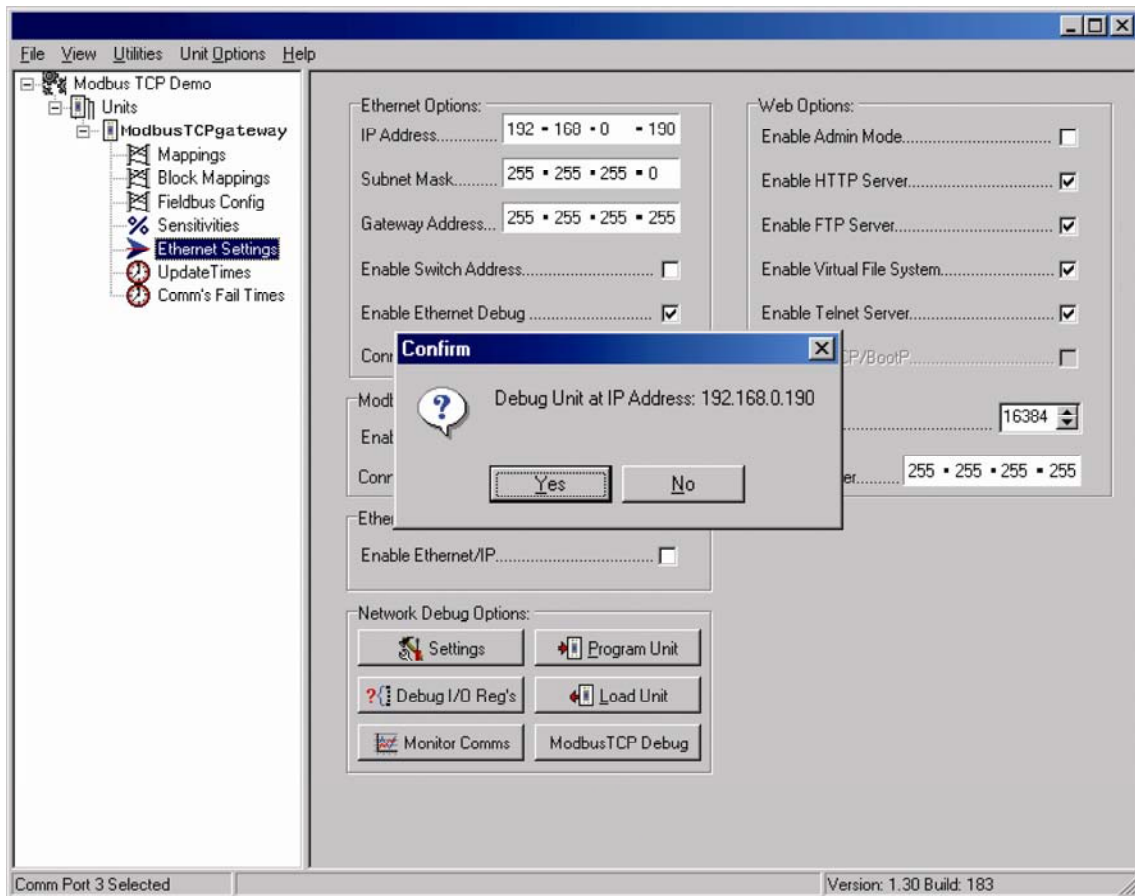 File View Utilities Unit Options Help
Modbus TCP Demo
Units
ModbusTCPgateway
Mappings
Block Mappings
Fieldbus Config
Sensitivities
Ethernet Settings
UpdateTimes
Comm's Fail Times
Ethernet Options:
IP Address............ 192 . 168 . 0 . 190
Subnet Mask......... 255 . 255 . 255 . 0
Gateway Address... 255 . 255 . 255 . 255
Enable Switch Address...........................
Enable Ethernet Debug .........................
Web Options:
Enable Admin Mode................................
Enable HTTP Server...............................
Enable FTP Server.................................
Enable Virtual File System.......................
Enable Telnet Server..............................
CP/BootP..............................
16384
255 . 255 . 255 . 255
Confirm
Debug Unit at IP Address: 192.168.0.190
Yes No
Enable Ethernet/IP.................................
Network Debug Options:
Settings Program Unit
Debug I/O Reg's Load Unit
Monitor Comms ModbusTCP Debug
Comm Port 3 Selected
Version: 1.30 Build: 183